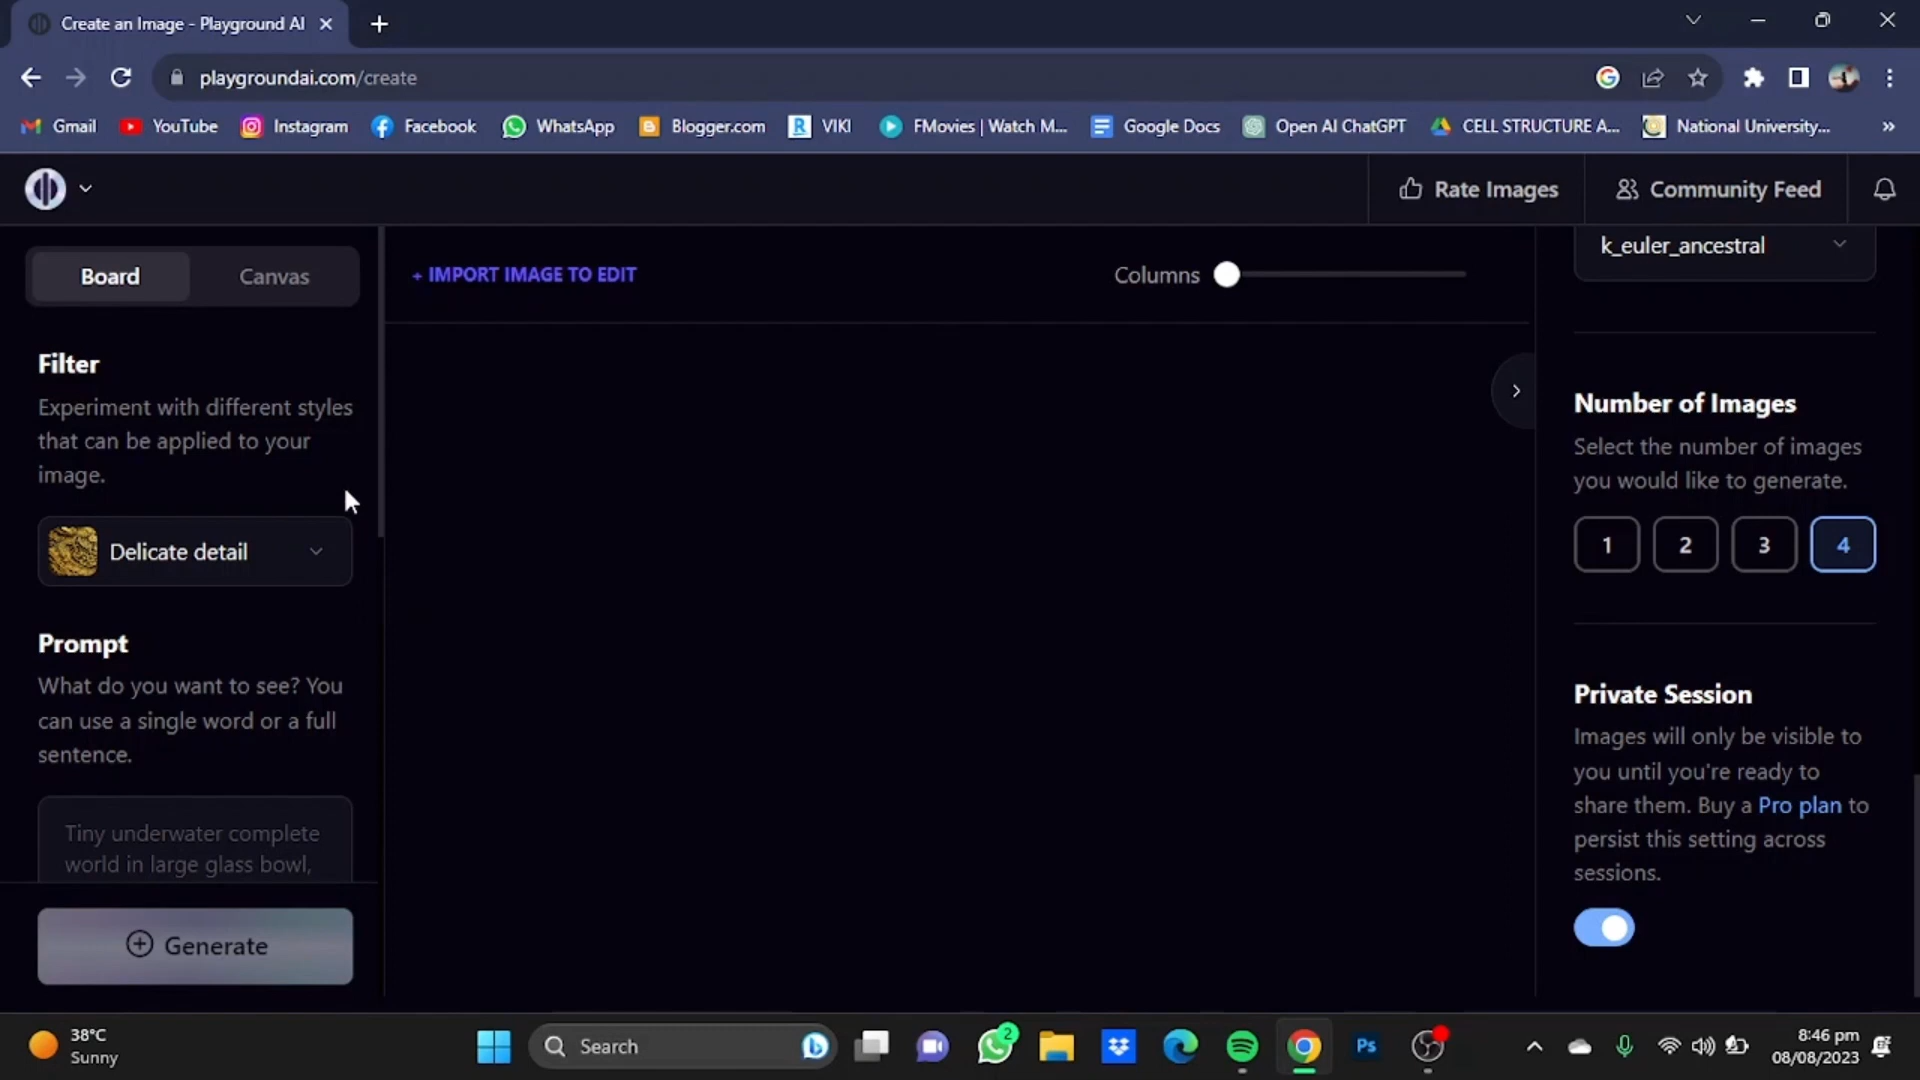 Create an Image - Playground AI
playgroundai.com/create
Gmail
YouTube
Instagram
Facebook
WhatsApp
Blogger.com
VIKI
FMovies | Watch M...
Google Docs
Open AI ChatGPT
CELL STRUCTURE A...
National University...
»
Rate Images
Community Feed
Board
Canvas
+ IMPORT IMAGE TO EDIT
Columns
Filter
Experiment with different styles
that can be applied to your
image.
Delicate detail
Prompt
What do you want to see? You
can use a single word or a full
sentence.
Tiny underwater complete
world in large glass bowl,
Generate
k_euler_ancestral
Number of Images
Select the number of images
you would like to generate.
1
2
3
4
Private Session
Images will only be visible to
you until you're ready to
share them. Buy a Pro plan to
persist this setting across
sessions.
38°C
Sunny
Search
2
Ps
8:46 pm
08/08/2023